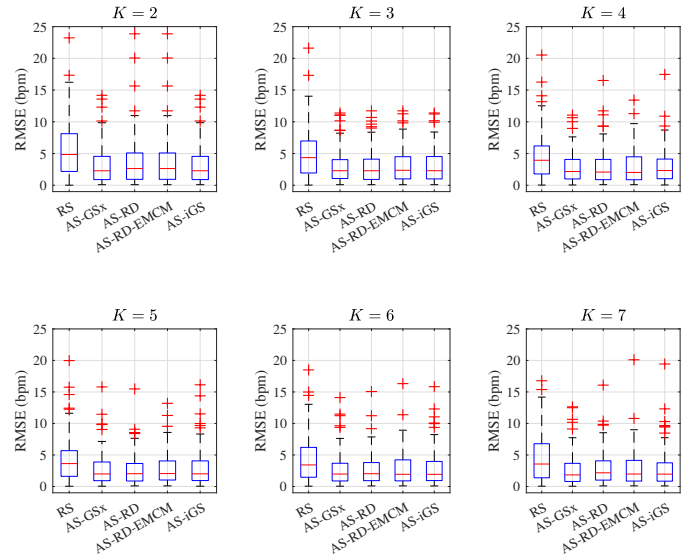 K = 2
K = 3
K = 4
RMSE (bpm)
25
20
15
10
5
0
RS
AS-GSx
AS-RD
AS-RD-EMCM
AS-iGS
RMSE (bpm)
25
20
15
10
5
0
RS
AS-GSx
AS-RD
AS-RD-EMCM
AS-iGS
RMSE (bpm)
25
20
15
10
5
0
RS
AS-GSx
AS-RD
AS-RD-EMCM
AS-iGS
K = 5
K = 6
K = 7
RMSE (bpm)
25
20
15
10
5
0
RS
AS-GSx
AS-RD
AS-RD-EMCM
AS-iGS
RMSE (bpm)
25
20
15
10
5
0
RS
AS-GSx
AS-RD
AS-RD-EMCM
AS-iGS
RMSE (bpm)
25
20
15
10
5
0
RS
AS-GSx
AS-RD
AS-RD-EMCM
AS-iGS